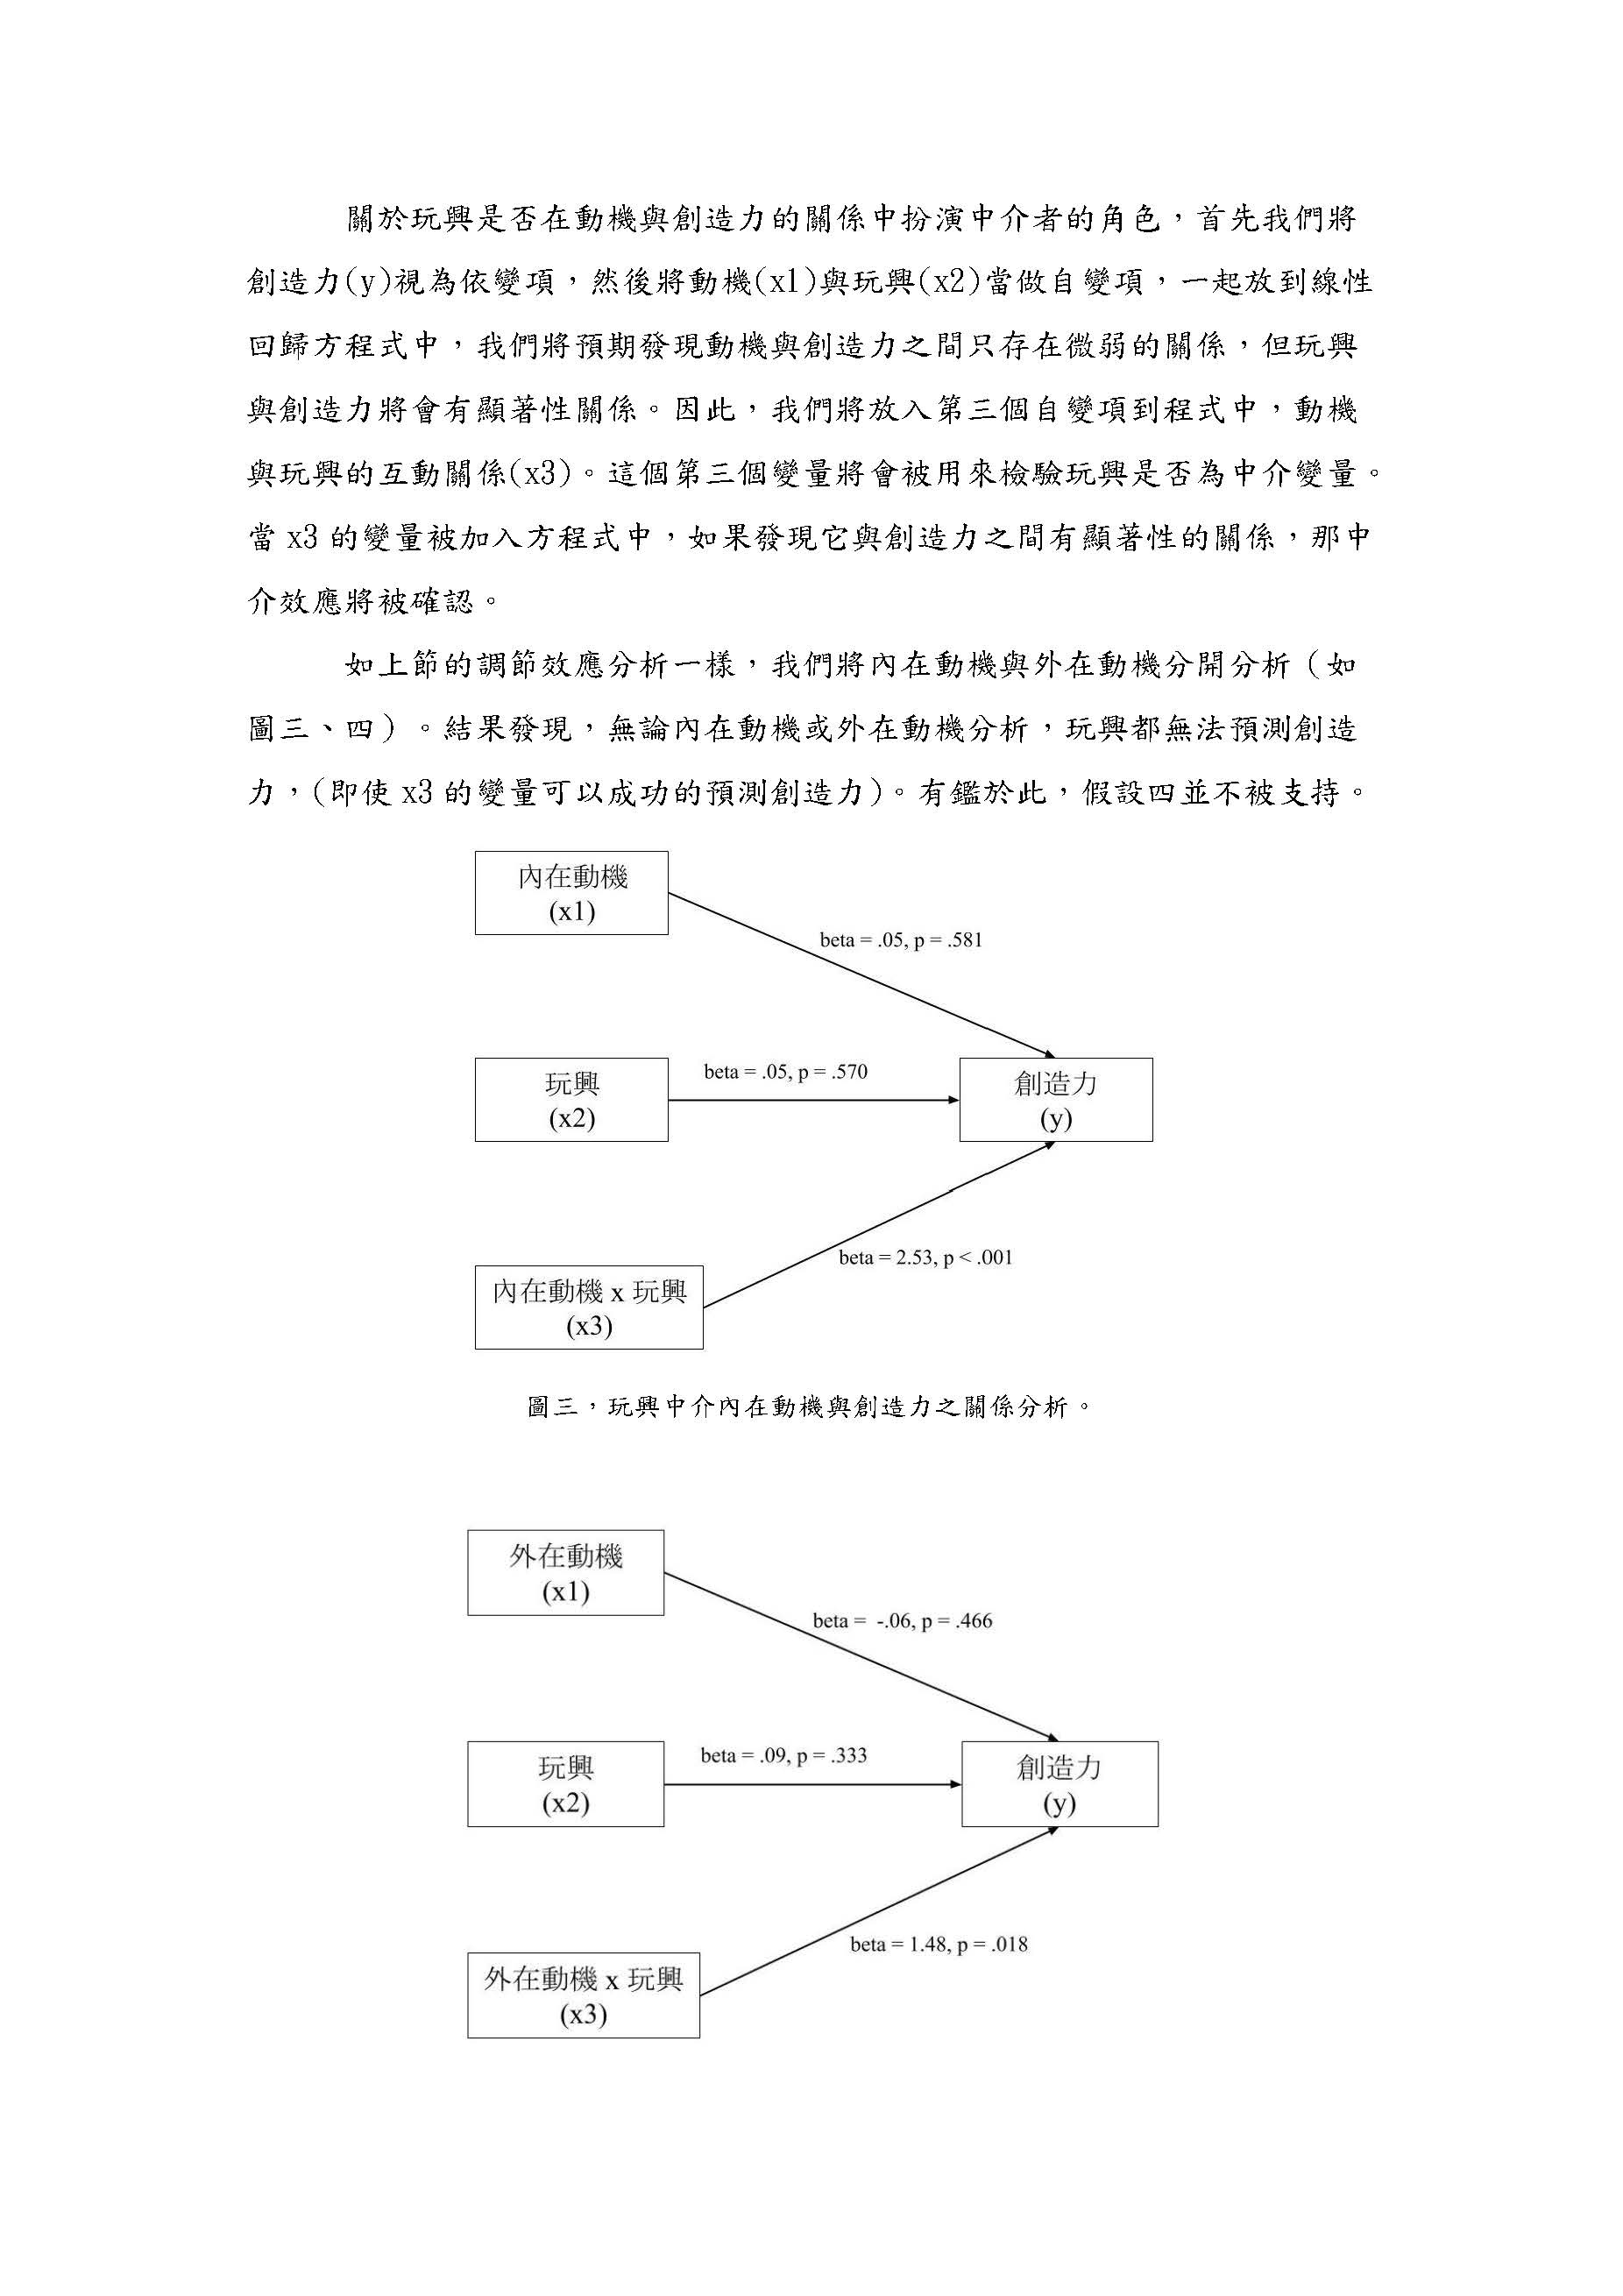 關於玩興是否在動機與創造力的關係中扮演中介者的角色，首先我們將
創造力(y)視為依變項，然後將動機(x1)與玩興(x2)當做自變項，一起放到線性
回歸方程式中，我們將預期發現動機與創造力之間只存在微弱的關係，但玩興
與創造力將會有顯著性關係。因此，我們將放入第三個自變項到程式中，動機
與玩興的互動關係(x3)。這個第三個變量將會被用來檢驗玩興是否為中介變量。
當 x3 的變量被加入方程式中，如果發現它與創造力之間有顯著性的關係，那中
介效應將被確認。
如上節的調節效應分析一樣，我們將內在動機與外在動機分開分析（如
圖三、四）。結果發現，無論內在動機或外在動機分析，玩興都無法預測創造
力，(即使 x3 的變量可以成功的預測創造力)。有鑑於此，假設四並不被支持。
內在動機
(x1)
beta = .05, p = .581
玩興
(x2)
beta = .05, p = .570
創造力
(y)
beta = 2.53, p < .001
內在動機 x 玩興
(x3)
圖三，玩興中介內在動機與創造力之關係分析。
外在動機
(x1)
beta = -.06, p = .466
玩興
(x2)
beta = .09, p = .333
創造力
(y)
beta = 1.48, p = .018
外在動機 x 玩興
(x3)